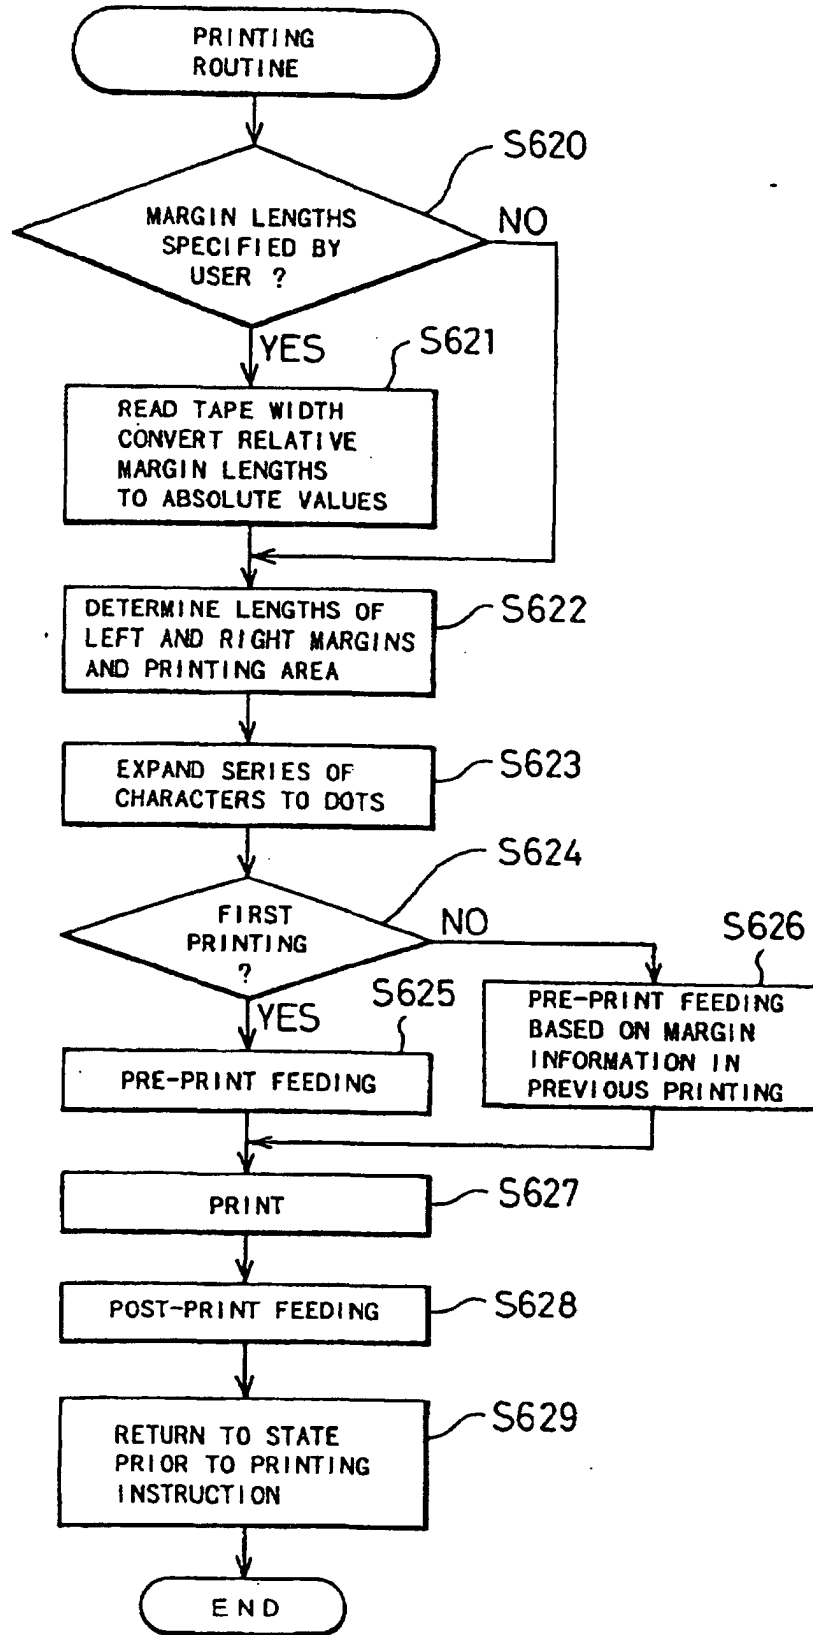 PRINTING
ROUTINE
S620
MARGIN LENGTHS
SPECIFIED BY
USER ?
NO
YES
S621
READ TAPE WIDTH
CONVERT RELATIVE
MARGIN LENGTHS
TO ABSOLUTE VALUES
S622
DETERMINE LENGTHS OF
LEFT AND RIGHT MARGINS
AND PRINTING AREA
S623
EXPAND SERIES OF
CHARACTERS TO DOTS
S624
FIRST
PRINTING
?
NO
YES
S625
PRE-PRINT FEEDING
S626
PRE-PRINT FEEDING
BASED ON MARGIN
INFORMATION IN
PREVIOUS PRINTING
PRINT
S627
POST-PRINT FEEDING
S628
S629
RETURN TO STATE
PRIOR TO PRINTING
INSTRUCTION
END